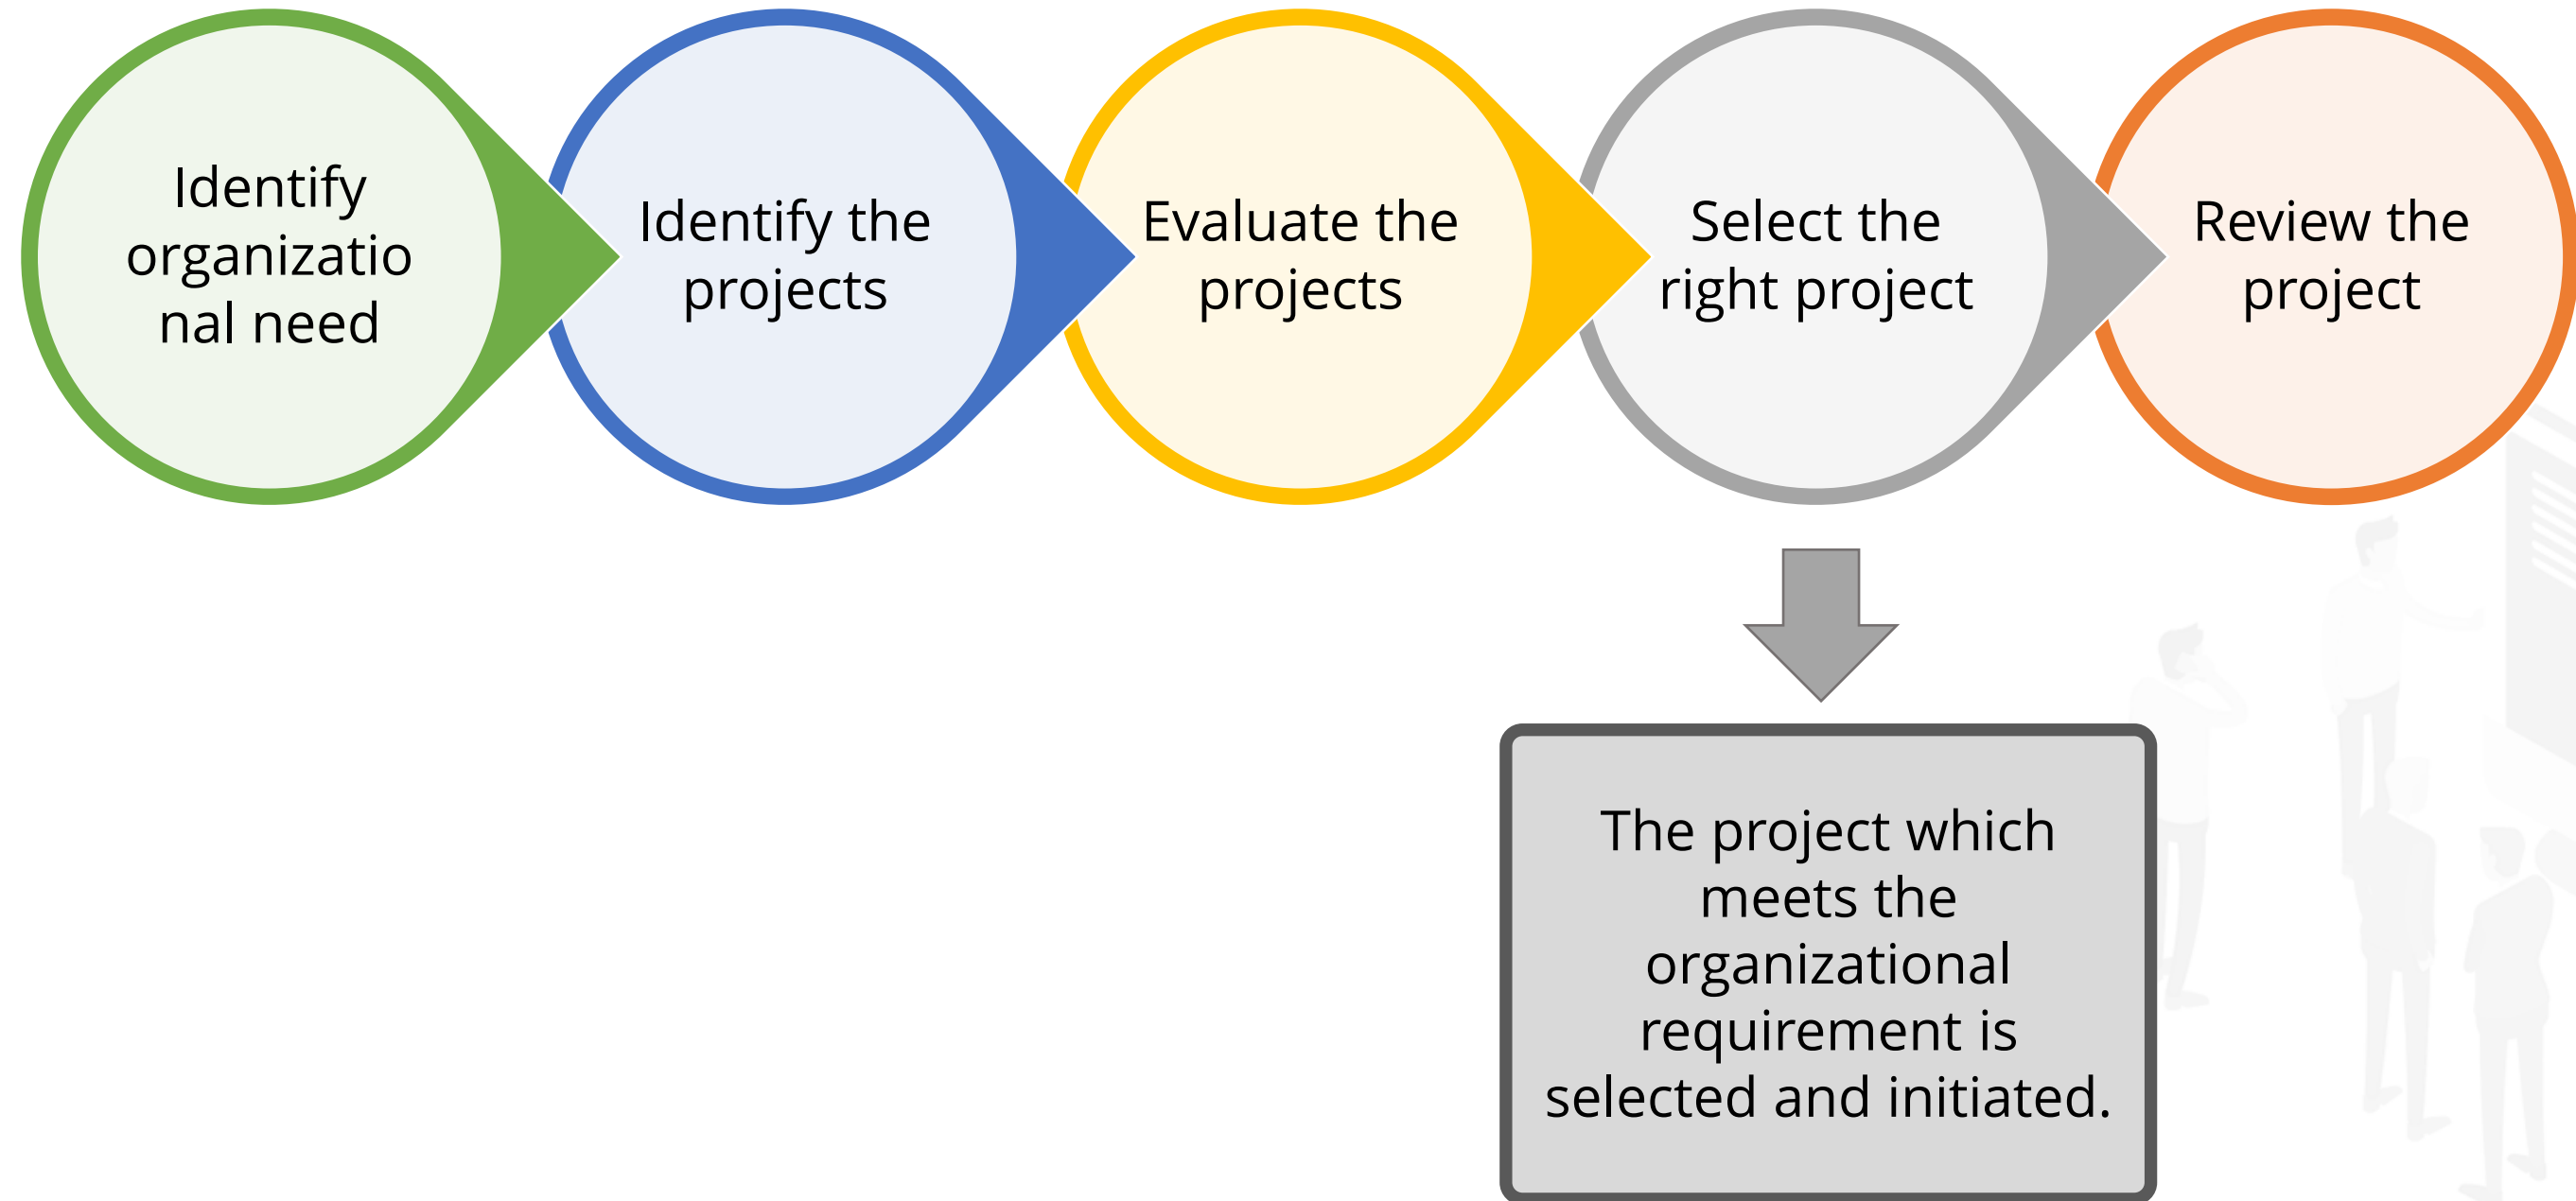 Identify
organizatio
nal need
Identify the
projects
Evaluate the
projects
Select the
right project
Review the
project
The project which
meets the
organizational
requirement is
selected and initiated.